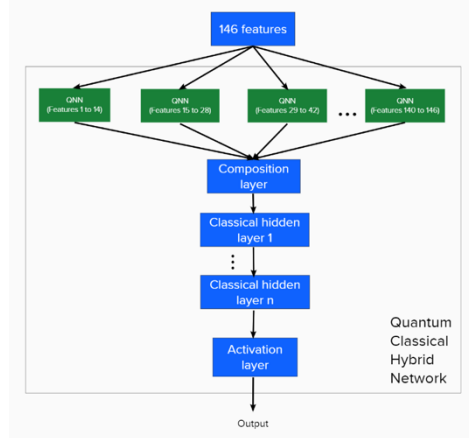 146 features
QNN
(Features 1 to 14)
QNN
(Features 15 to 28)
QNN
(Features 29 to 42)
...
QNN
(Features 140 to 146)
Composition
layer
Classical hidden
layer 1
⋮
Classical hidden
layer n
Activation
layer
Quantum
Classical
Hybrid
Network
Output